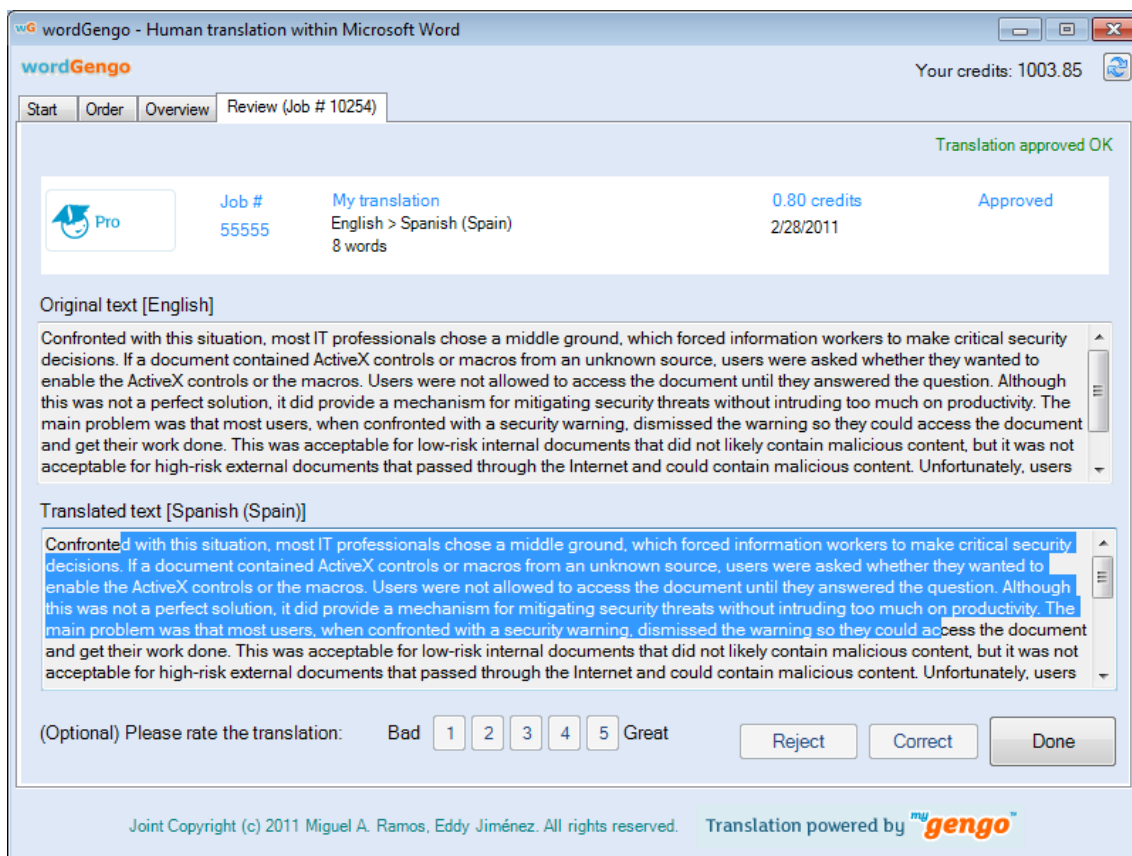 wG wordGengo - Human translation within Microsoft Word
wordGengo
Your credits: 1003.85
Start Order Overview Review (Job # 10254)
Translation approved OK
Pro
Job #
55555
My translation
English > Spanish (Spain)
8 words
0.80 credits
2/28/2011
Approved
Original text [English]
Confronted with this situation, most IT professionals chose a middle ground, which forced information workers to make critical security
decisions. If a document contained ActiveX controls or macros from an unknown source, users were asked whether they wanted to
enable the ActiveX controls or the macros. Users were not allowed to access the document until they answered the question. Although
this was not a perfect solution, it did provide a mechanism for mitigating security threats without intruding too much on productivity. The
main problem was that most users, when confronted with a security warning, dismissed the warning so they could access the document
and get their work done. This was acceptable for low-risk internal documents that did not likely contain malicious content, but it was not
acceptable for high-risk external documents that passed through the Internet and could contain malicious content. Unfortunately, users
Translated text [Spanish (Spain)]
Confronted with this situation, most IT professionals chose a middle ground, which forced information workers to make critical security
decisions. If a document contained ActiveX controls or macros from an unknown source, users were asked whether they wanted to
enable the ActiveX controls or the macros. Users were not allowed to access the document until they answered the question. Although
this was not a perfect solution, it did provide a mechanism for mitigating security threats without intruding too much on productivity. The
main problem was that most users, when confronted with a security warning, dismissed the warning so they could access the document
and get their work done. This was acceptable for low-risk internal documents that did not likely contain malicious content, but it was not
acceptable for high-risk external documents that passed through the Internet and could contain malicious content. Unfortunately, users
(Optional) Please rate the translation: Bad 1 2 3 4 5 Great
Reject Correct Done
Joint Copyright (c) 2011 Miguel A. Ramos, Eddy Jiménez. All rights reserved. Translation powered by mygengo™